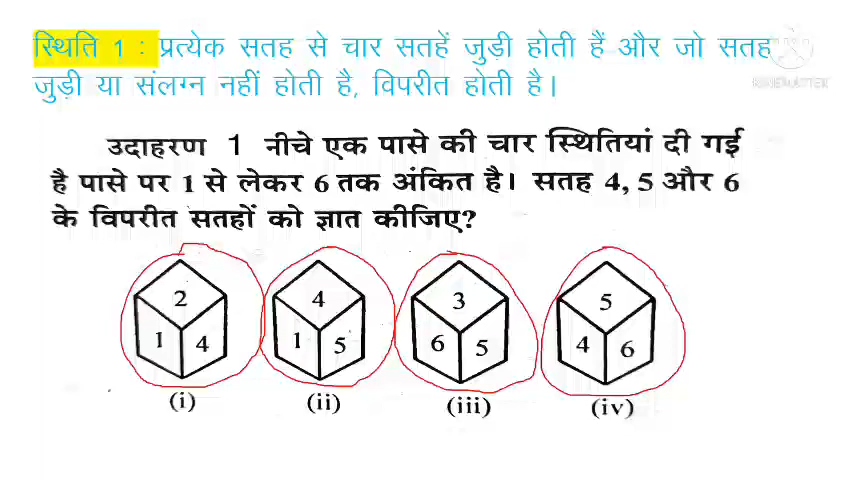 स्थिति 1 : प्रत्येक सतह से चार सतहें जुड़ी होती हैं और जो सतह
जुड़ी या संलग्न नहीं होती है, विपरीत होती है।
KINEMASTER
उदाहरण 1 नीचे एक पासे की चार स्थितियां दी गई
है पासे पर 1 से लेकर 6 तक अंकित है। सतह 4, 5 और 6
के विपरीत सतहों को ज्ञात कीजिए?
2 4 3 5
1 4 1 5 6 5 4 6
(i) (ii) (iii) (iv)